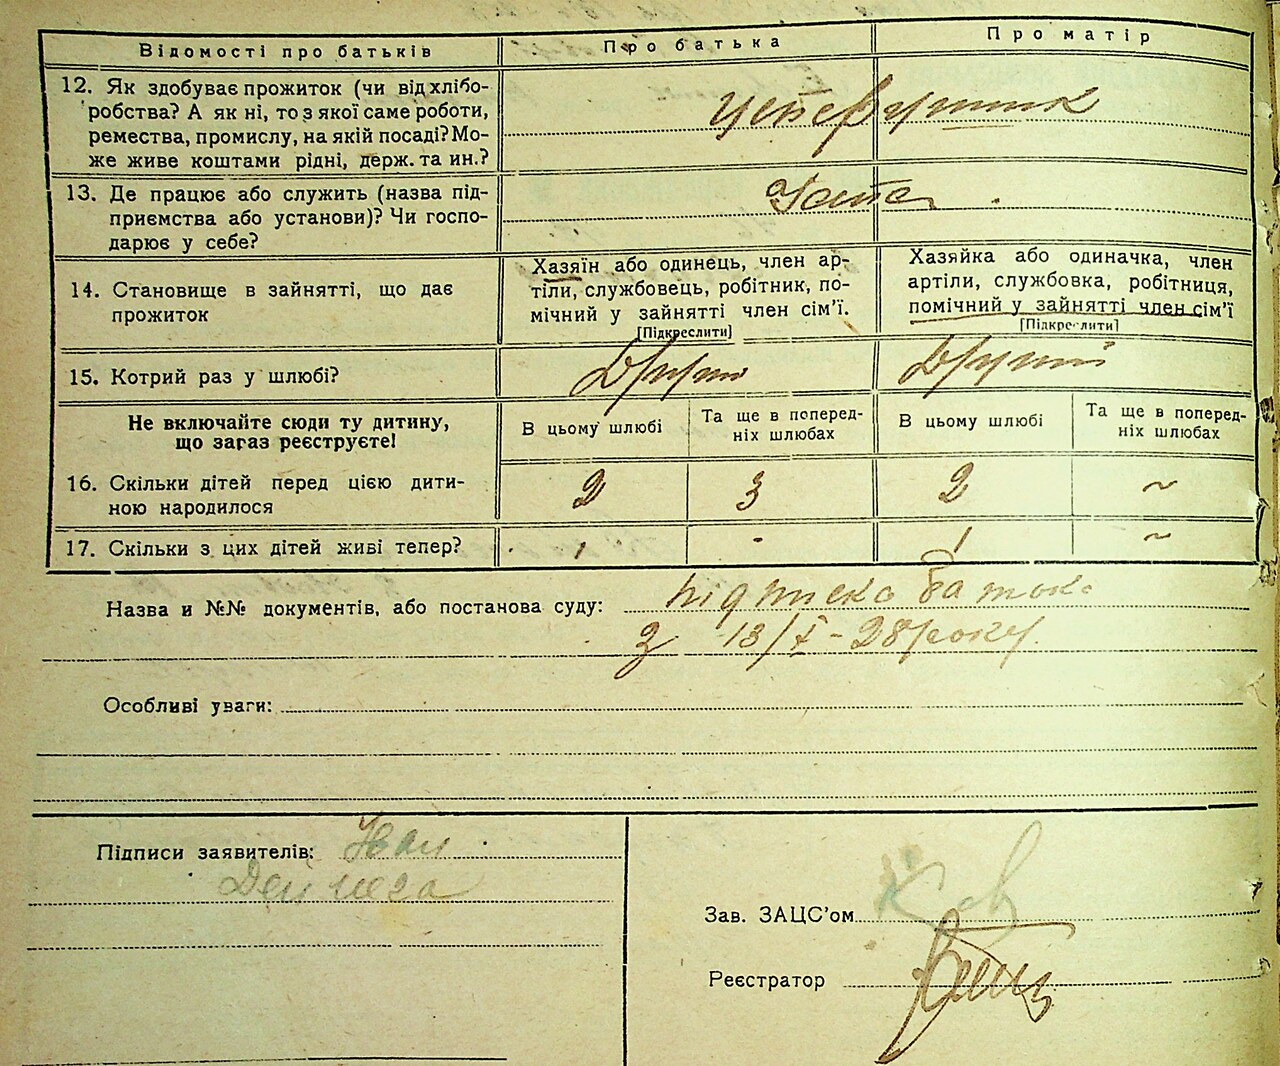 Відомості про батьків
Про батька
Про матір
12. Як здобуває прожиток (чи від хлібо-
робства? А як ні, то з якої саме роботи,
ремества, промислу, на якій посаді? Мо-
же живе коштами рідні, держ. та ин.?
13. Де працює або служить (назва під-
приємства або установи)? Чи госпо-
дарює у себе?
14. Становище в зайнятті, що дає
прожиток
Хазяїн або одинець, член ар-
тіли, службовець, робітник, по-
мічний у зайнятті член сім'ї.
[Підкреслити]
Хазяйка або одиначка, член
артіли, службовка, робітниця,
помічний у зайнятті член сім'ї
[Підкреслити]
15. Котрий раз у шлюбі?
Другий
Другий
Не включайте сюди ту дитину,
що загаз реєструєте!
В цьому шлюбі
Та ще в поперед-
ніх шлюбах
В цьому шлюбі
Та ще в поперед-
ніх шлюбах
16. Скільки дітей перед цією дити-
ною народилося
2
3
2
~
17. Скільки з цих дітей живі тепер?
1
-
1
~
Назва и №№ документів, або постанова суду: підписка батька
з 13/X-28 року.
Особливі уваги:
Підписи заявителів: Іван
Зав. ЗАЦС'ом
Реєстратор